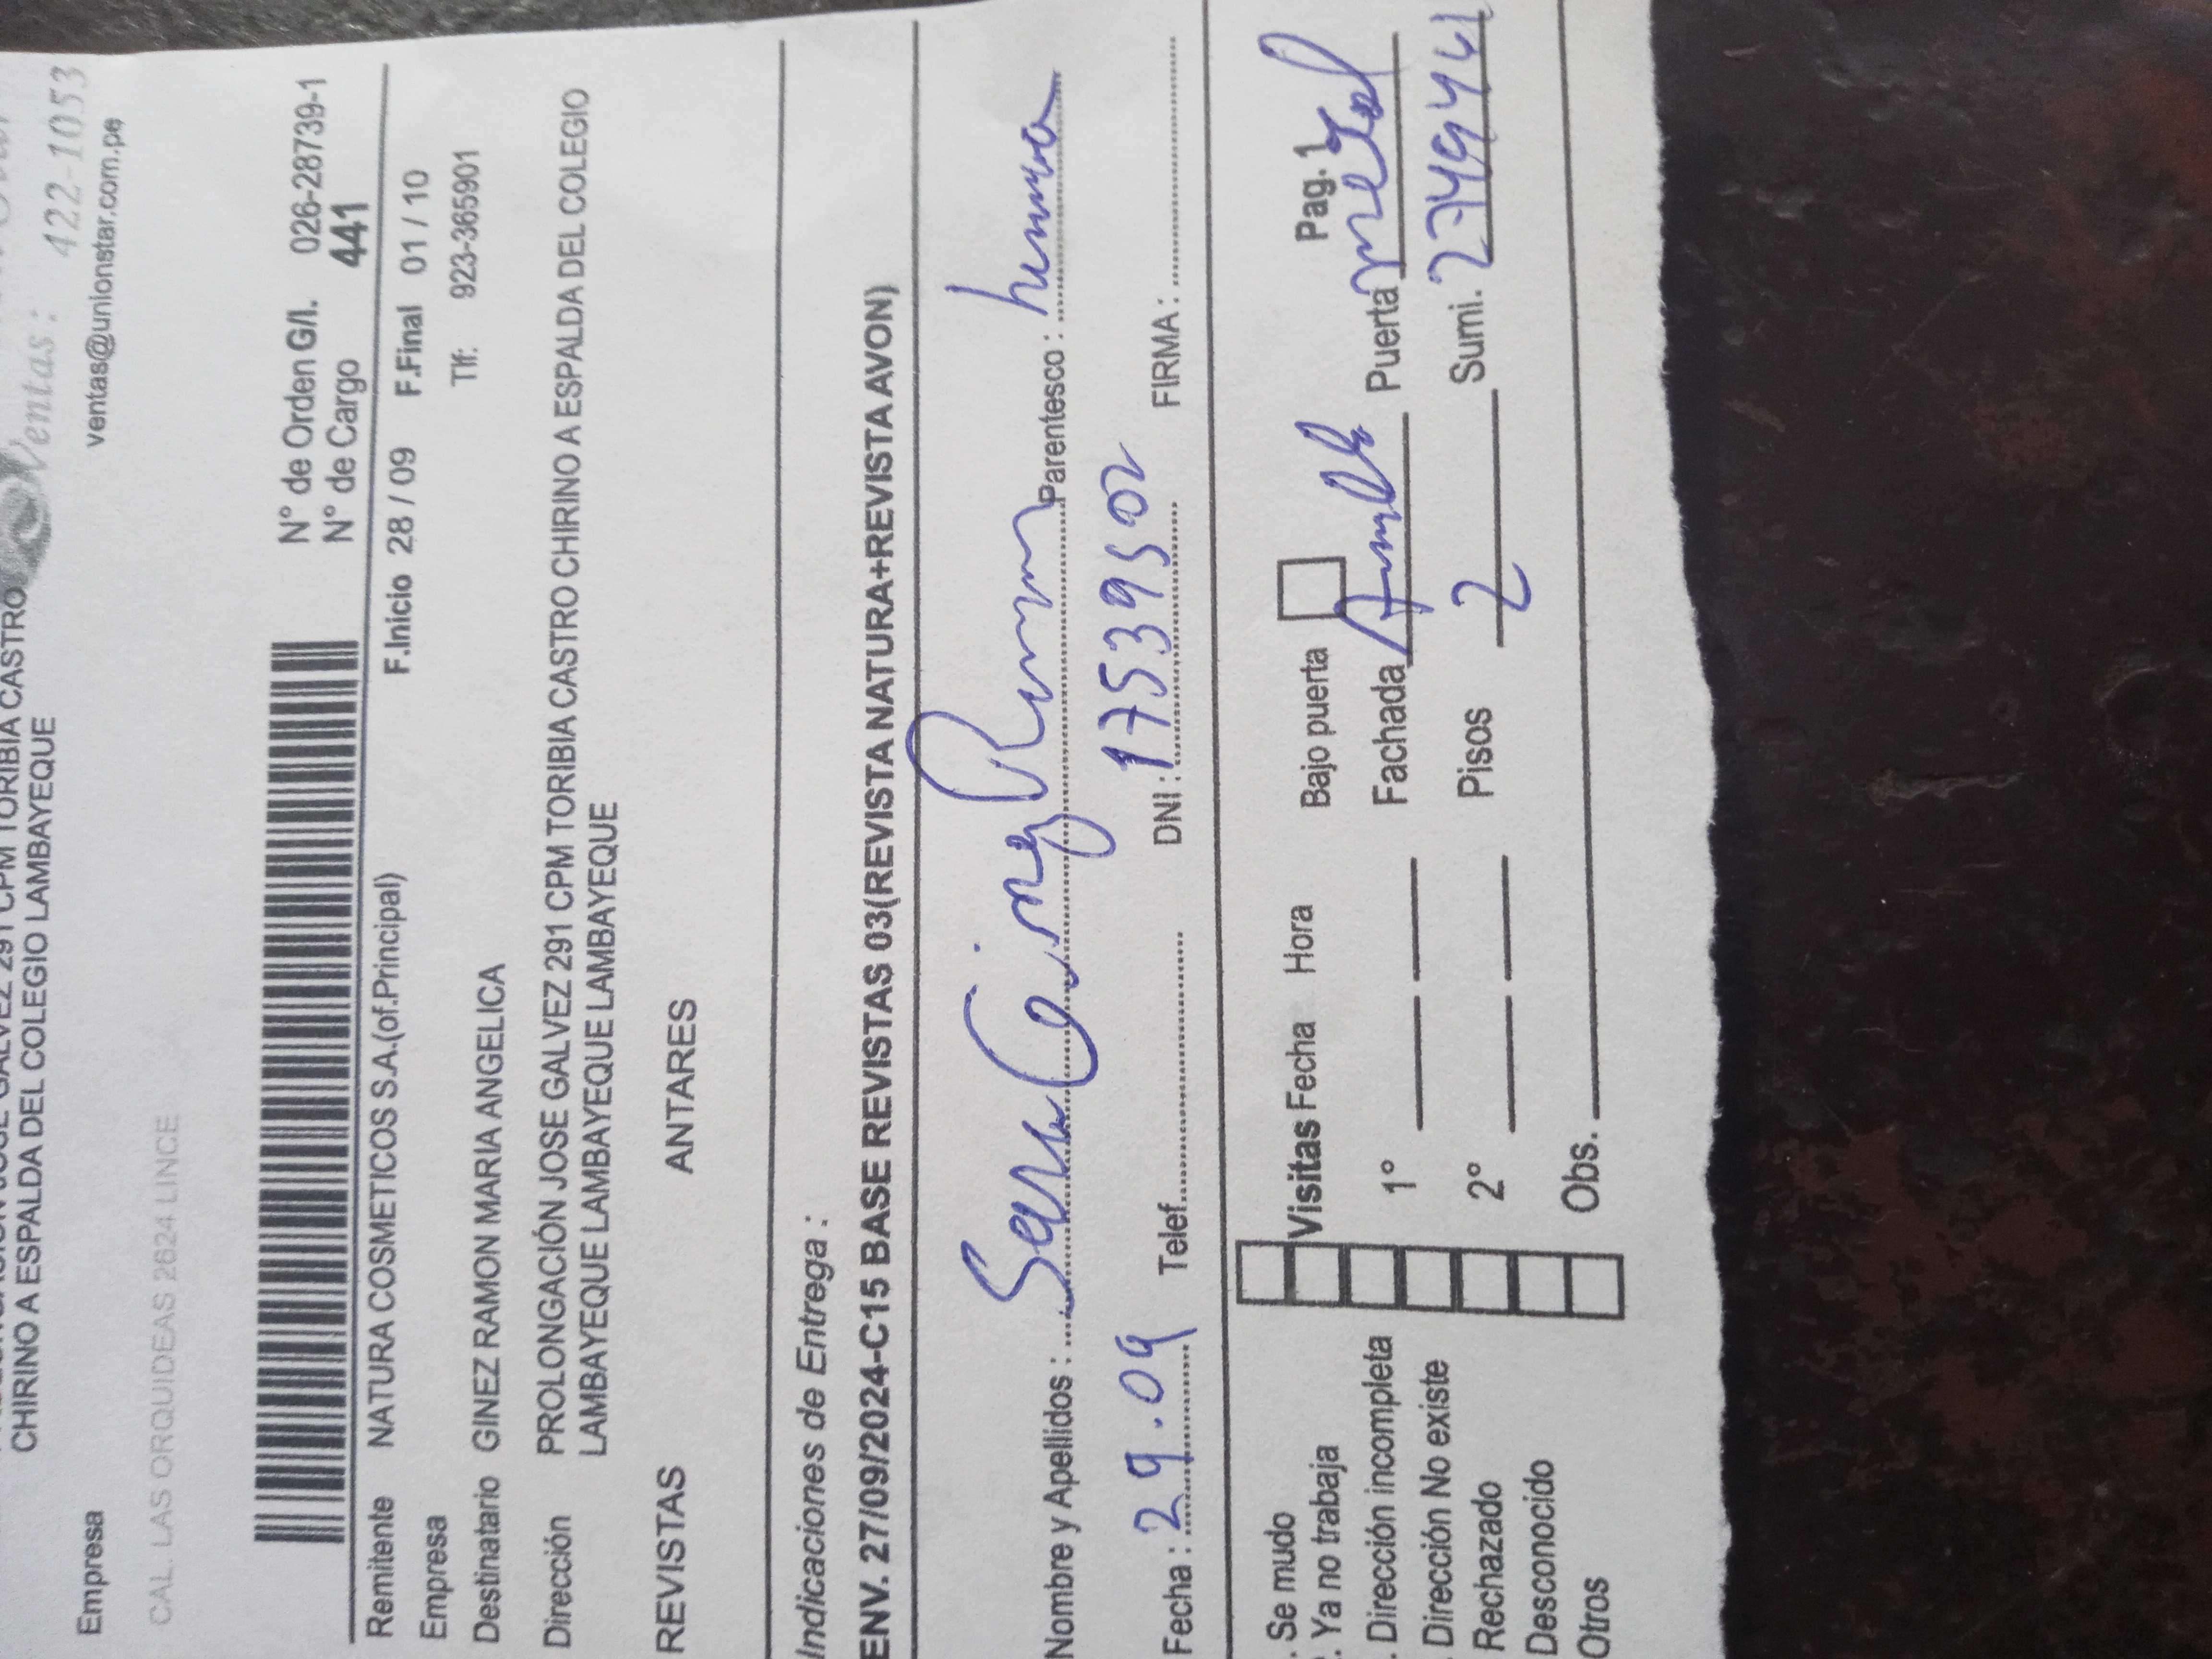 CHIRINO A ESPALDA DEL COLEGIO LAMBAYEQUE
Ventas: 422-1053
Empresa
ventas@unionstar.com.pe
CAL. LAS ORQUIDEAS 2624 LINCE
N° de Orden G/I. 026-28739-1
N° de Cargo 441
Remitente NATURA COSMETICOS S.A.(of.Principal)
F.Inicio 28 / 09 F.Final 01 / 10
Empresa
Tlf: 923-365901
Destinatario GINEZ RAMON MARIA ANGELICA
Dirección PROLONGACIÓN JOSE GALVEZ 291 CPM TORIBIA CASTRO CHIRINO A ESPALDA DEL COLEGIO
LAMBAYEQUE LAMBAYEQUE LAMBAYEQUE
REVISTAS ANTARES
Indicaciones de Entrega :
ENV. 27/09/2024-C15 BASE REVISTAS 03(REVISTA NATURA+REVISTA AVON)
Nombre y Apellidos : Parentesco :
Fecha : 29.09 Telef. DNI : 17539502 FIRMA :
Pag. 1
. Se mudo Visitas Fecha Hora Bajo puerta
. Ya no trabaja
. Dirección incompleta 1° Fachada Puerta metal
. Dirección No existe
Rechazado 2° Pisos 2 Sumi.
Desconocido
Otros Obs.